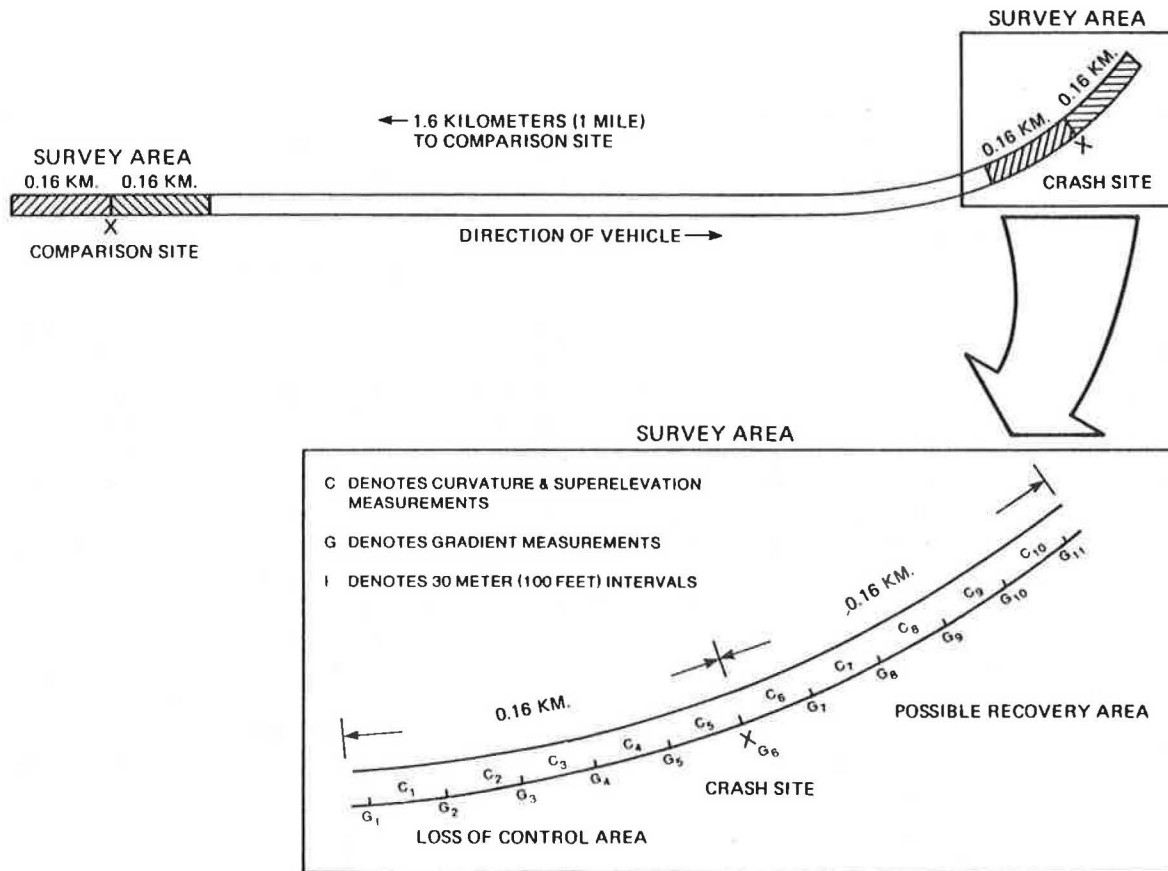 SURVEY AREA
0.16 KM.
0.16 KM.
CRASH SITE
← 1.6 KILOMETERS (1 MILE)
TO COMPARISON SITE
SURVEY AREA
0.16 KM. 0.16 KM.
X
COMPARISON SITE
DIRECTION OF VEHICLE →
X
SURVEY AREA
C DENOTES CURVATURE & SUPERELEVATION
MEASUREMENTS
G DENOTES GRADIENT MEASUREMENTS
I DENOTES 30 METER (100 FEET) INTERVALS
0.16 KM.
0.16 KM.
C1 C2 C3 C4 C5 C6 C7 C8 C9 C10
G1 G2 G3 G4 G5 X G6 G7 G8 G9 G10 G11
LOSS OF CONTROL AREA
CRASH SITE
POSSIBLE RECOVERY AREA